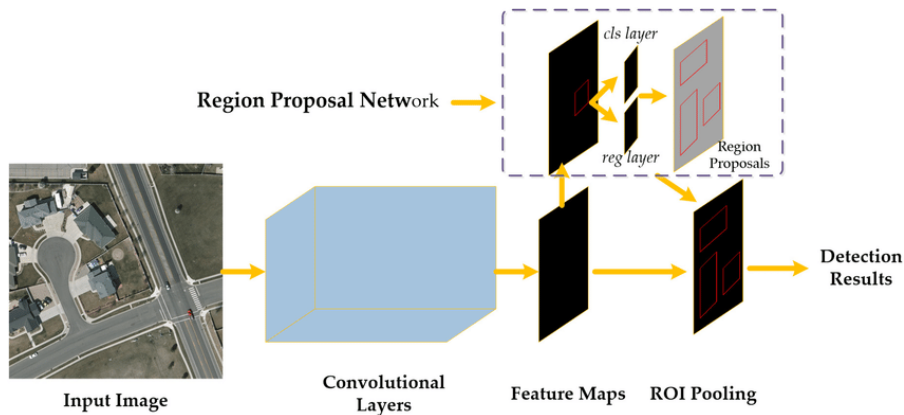 cls layer
Region Proposal Network
reg layer
Region
Proposals
Detection
Results
Convolutional
Layers
Feature Maps
ROI Pooling
Input Image